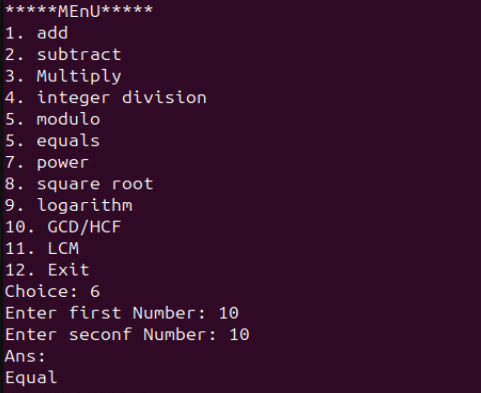 *****MEnU*****
1. add
2. subtract
3. Multiply
4. integer division
5. modulo
5. equals
7. power
8. square root
9. logarithm
10. GCD/HCF
11. LCM
12. Exit
Choice: 6
Enter first Number: 10
Enter seconf Number: 10
Ans:
Equal